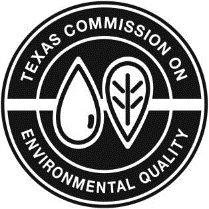 TEXAS COMMISSION ON
ENVIRONMENTAL QUALITY